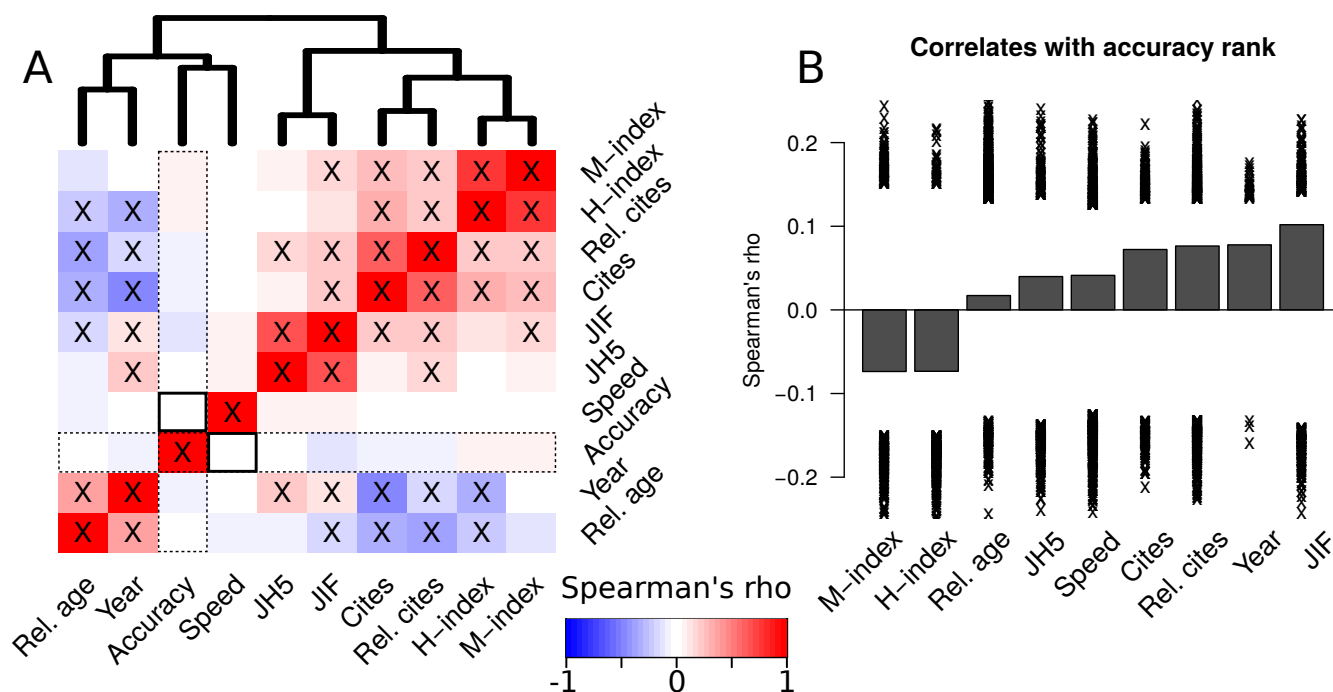 A
M−index
H−index
Rel. cites
Cites
JIF
JH5
Speed
Accuracy
Year
Rel. age
Rel. age
Year
Accuracy
Speed
JH5
JIF
Cites
Rel. cites
H−index
M−index
Spearman's rho
-1 0 1
B
Correlates with accuracy rank
Spearman's rho
0.2
0.1
0.0
−0.1
−0.2
M−index
H−index
Rel. age
JH5
Speed
Cites
Rel. cites
Year
JIF